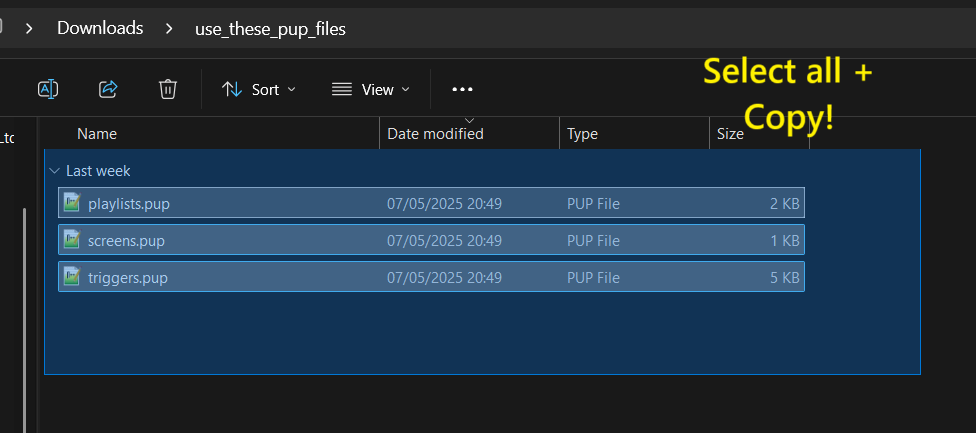 Downloads > use_these_pup_files
Select all +
Copy!
Sort View
Name Date modified Type Size
Last week
playlists.pup 07/05/2025 20:49 PUP File 2 KB
screens.pup 07/05/2025 20:49 PUP File 1 KB
triggers.pup 07/05/2025 20:49 PUP File 5 KB